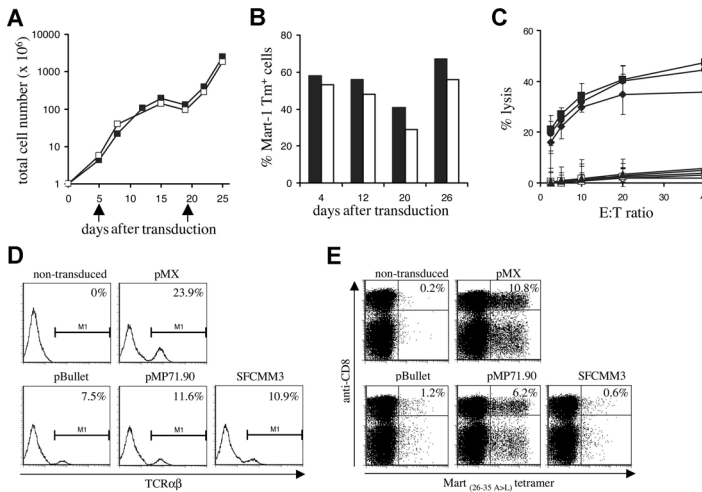 A
total cell number (x 10⁶)
10000
1000
100
10
1
0 5 10 15 20 25
days after transduction
B
% Mart-1 Tm⁺ cells
80
60
40
20
0
4 12 20 26
days after transduction
C
% lysis
60
40
20
0
0 10 20 30 40
E:T ratio
D
non-transduced
0%
M1
pMX
23.9%
M1
pBullet
7.5%
M1
pMP71.90
11.6%
M1
SFCMM3
10.9%
M1
TCRαβ
E
anti-CD8
non-transduced
0.2%
pMX
10.8%
pBullet
1.2%
pMP71.90
6.2%
SFCMM3
0.6%
Mart (26-35 A>L) tetramer